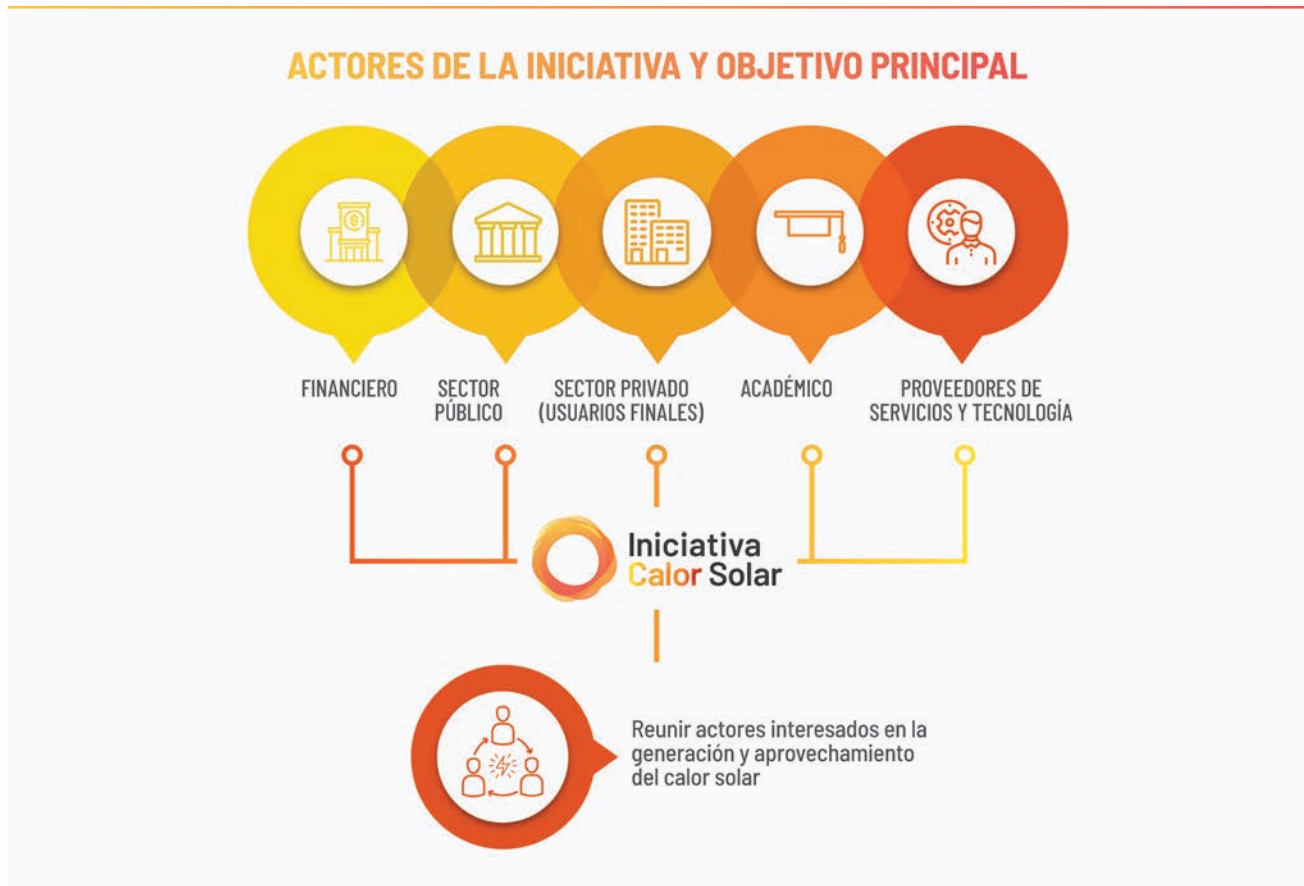 ACTORES DE LA INICIATIVA Y OBJETIVO PRINCIPAL
FINANCIERO
SECTOR
PÚBLICO
SECTOR PRIVADO
(USUARIOS FINALES)
ACADÉMICO
PROVEEDORES DE
SERVICIOS Y TECNOLOGÍA
Iniciativa
Calor Solar
Reunir actores interesados en la
generación y aprovechamiento
del calor solar